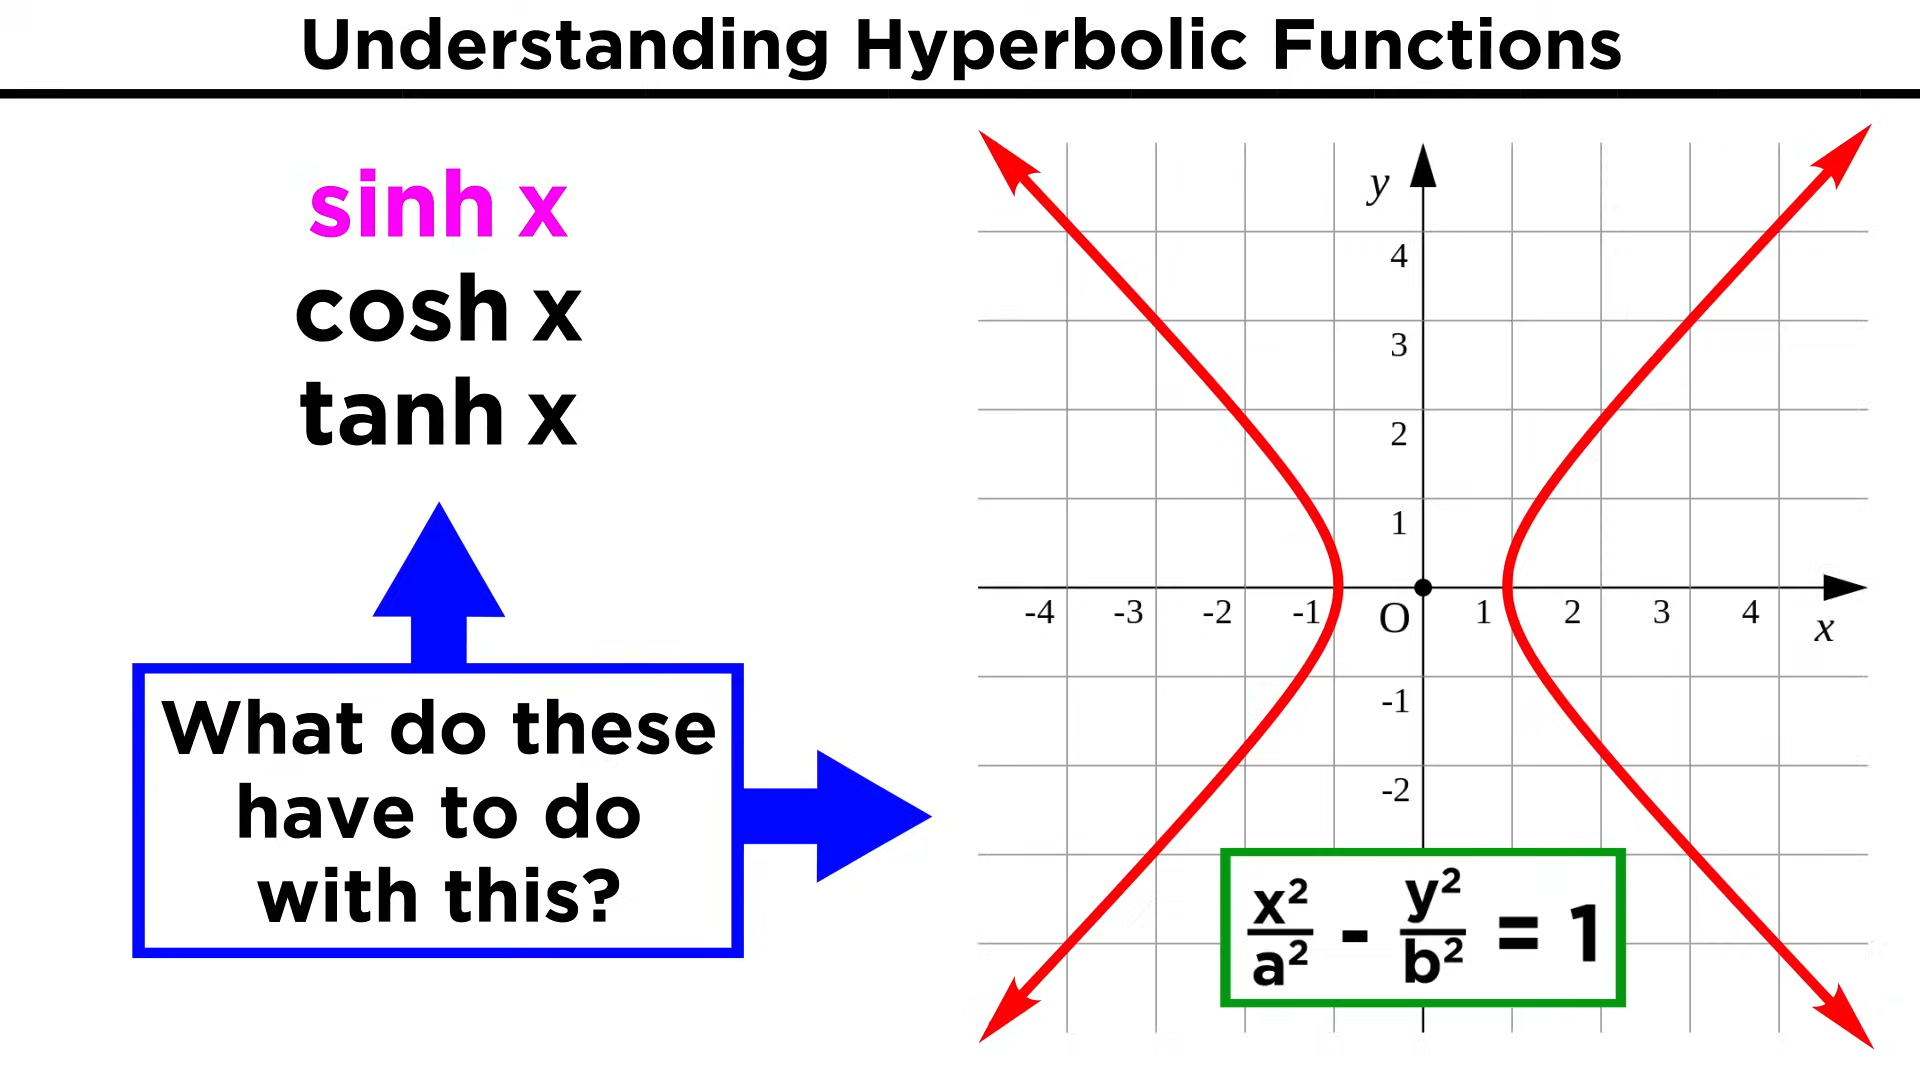 Understanding Hyperbolic Functions
sinh x
cosh x
tanh x
What do these
have to do
with this?
y
4
3
2
1
-4 -3 -2 -1 O 1 2 3 4 x
-1
-2
x²/a² - y²/b² = 1